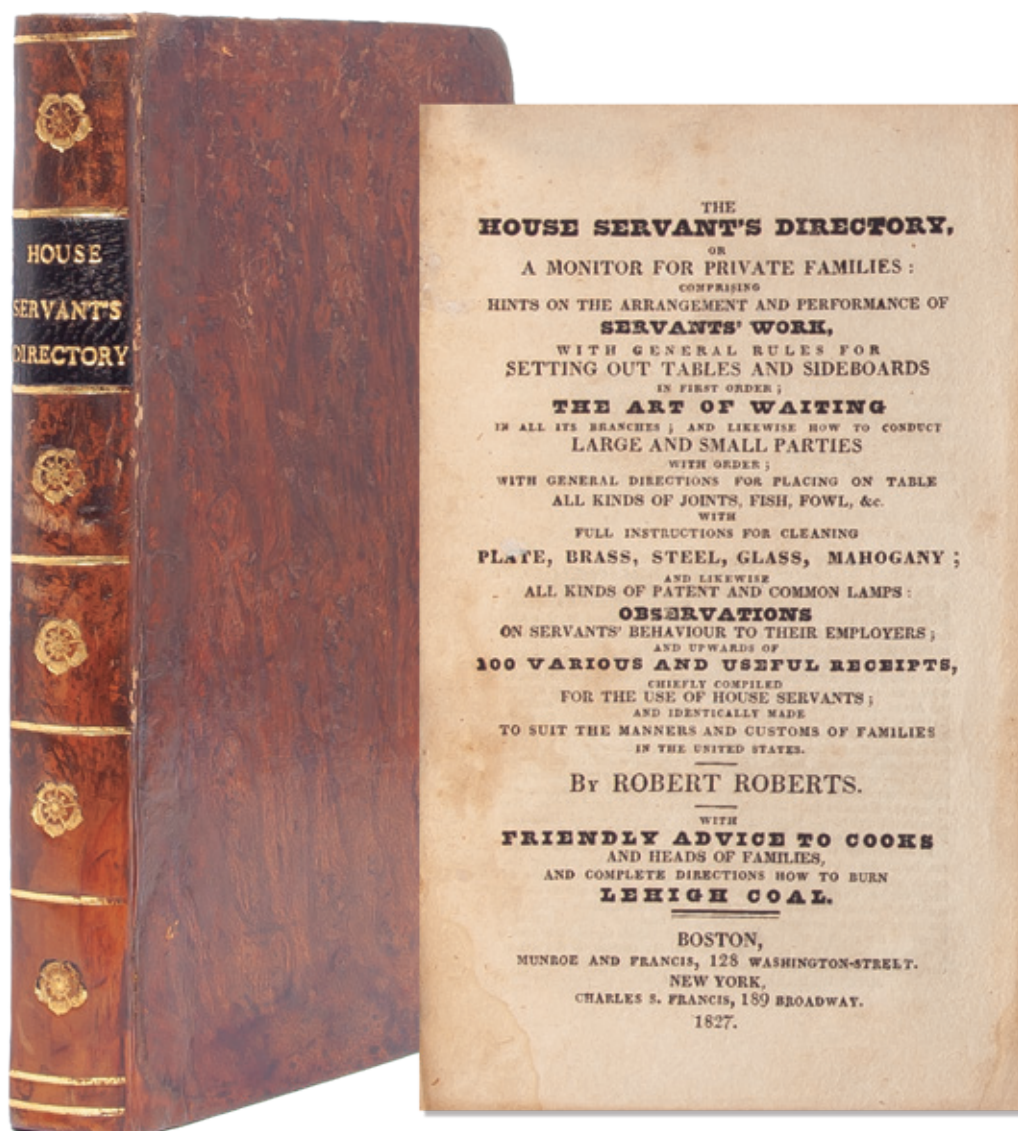 HOUSE
SERVANT'S
DIRECTORY
THE
HOUSE SERVANT'S DIRECTORY,
OR
A MONITOR FOR PRIVATE FAMILIES :
COMPRISING
HINTS ON THE ARRANGEMENT AND PERFORMANCE OF
SERVANTS' WORK,
WITH GENERAL RULES FOR
SETTING OUT TABLES AND SIDEBOARDS
IN FIRST ORDER ;
THE ART OF WAITING
IN ALL ITS BRANCHES ; AND LIKEWISE HOW TO CONDUCT
LARGE AND SMALL PARTIES
WITH ORDER ;
WITH GENERAL DIRECTIONS FOR PLACING ON TABLE
ALL KINDS OF JOINTS, FISH, FOWL, &c.
WITH
FULL INSTRUCTIONS FOR CLEANING
PLATE, BRASS, STEEL, GLASS, MAHOGANY ;
AND LIKEWISE
ALL KINDS OF PATENT AND COMMON LAMPS :
OBSERVATIONS
ON SERVANTS' BEHAVIOUR TO THEIR EMPLOYERS ;
AND UPWARDS OF
100 VARIOUS AND USEFUL RECEIPTS,
CHIEFLY COMPILED
FOR THE USE OF HOUSE SERVANTS ;
AND IDENTICALLY MADE
TO SUIT THE MANNERS AND CUSTOMS OF FAMILIES
IN THE UNITED STATES.
BY ROBERT ROBERTS.
WITH
FRIENDLY ADVICE TO COOKS
AND HEADS OF FAMILIES,
AND COMPLETE DIRECTIONS HOW TO BURN
LEHIGH COAL.
BOSTON,
MUNROE AND FRANCIS, 128 WASHINGTON-STREET.
NEW YORK,
CHARLES S. FRANCIS, 189 BROADWAY.
1827.